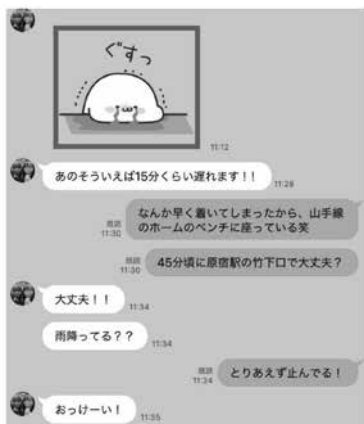 ぐすっ
11:12
あのそういえば15分くらい遅れます！！
11:28
なんか早く着いてしまったから、山手線
のホームのベンチに座っている笑
既読
11:30
45分頃に原宿駅の竹下口で大丈夫？
既読
11:30
大丈夫！！
11:34
雨降ってる？？
11:34
とりあえず止んでる！
既読
11:34
おっけーい！
11:35